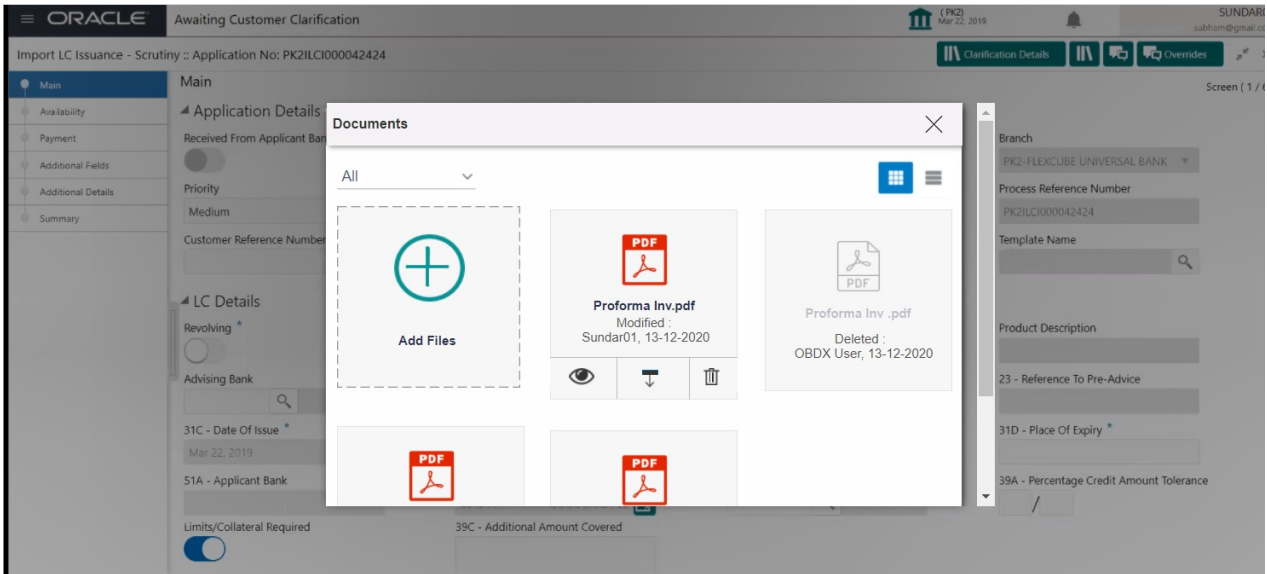 ORACLE
Awaiting Customer Clarification
(PK2)
Mar 22, 2019
Import LC Issuance - Scrutiny :: Application No: PK2ILCI000042424
Clarification Details
Overrides
Main
Availability
Payment
Additional Fields
Additional Details
Summary
Main
Screen ( 1 /
Application Details
Received From Applicant
Priority
Medium
Customer Reference Number
Branch
PK2-FLEXCUBE UNIVERSAL BANK
Process Reference Number
PK2ILCI000042424
Template Name
Documents
All
Add Files
PDF
Proforma Inv.pdf
Modified :
Sundar01, 13-12-2020
PDF
Proforma Inv .pdf
Deleted :
OBDX User, 13-12-2020
PDF
PDF
LC Details
Revolving *
Advising Bank
31C - Date Of Issue *
Mar 22, 2019
51A - Applicant Bank
Limits/Collateral Required
39C - Additional Amount Covered
Product Description
23 - Reference To Pre-Advice
31D - Place Of Expiry *
39A - Percentage Credit Amount Tolerance
/